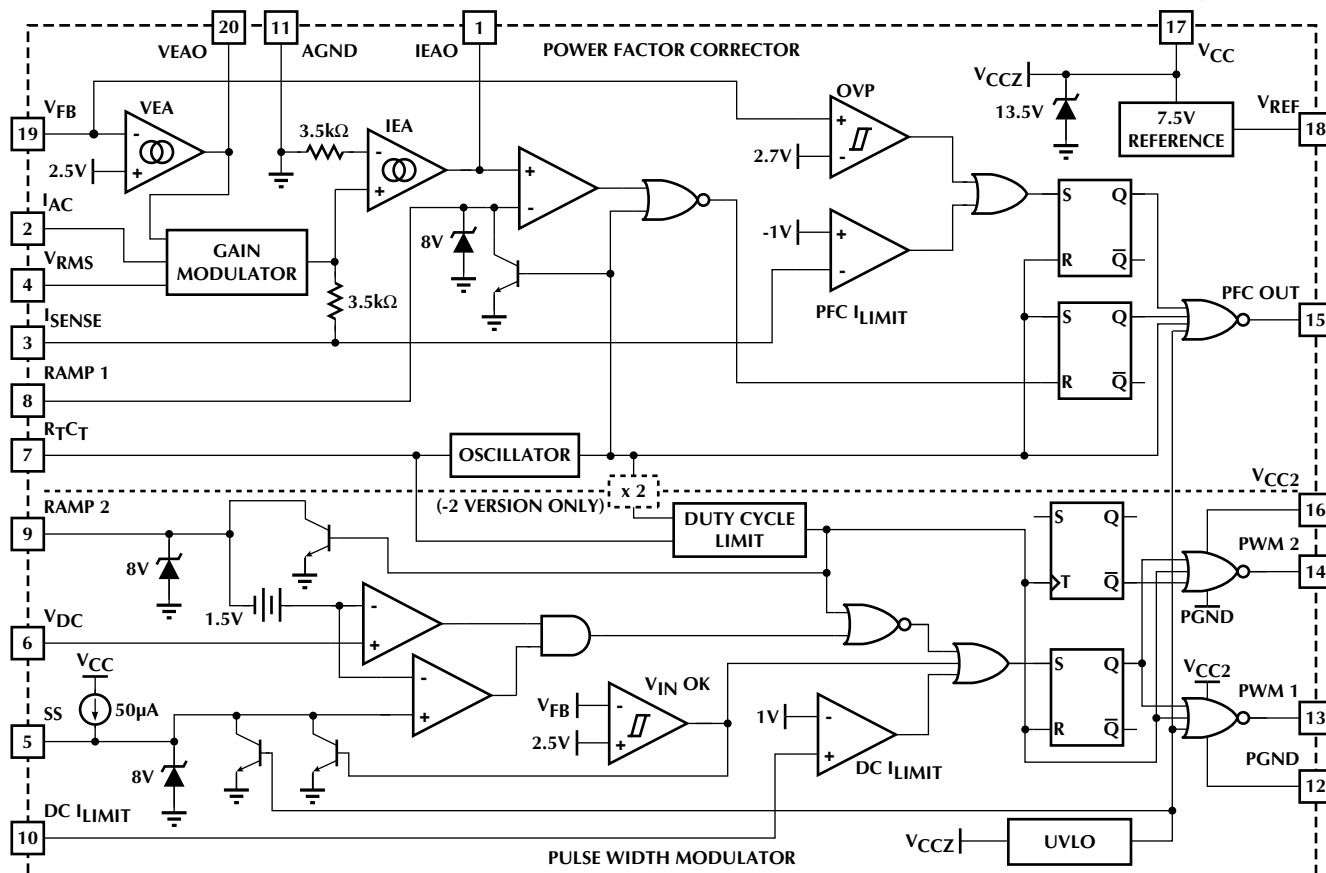 20
11
1
17
VEAO
AGND
IEAO
POWER FACTOR CORRECTOR
VCC
VFB
VEA
19
-
+
2.5V
3.5kΩ
IEA
-
+
OVP
+
-
2.7V
VCCZ
13.5V
7.5V
REFERENCE
VREF
18
IAC
2
VRMS
4
GAIN
MODULATOR
3.5kΩ
8V
+
-
-1V
+
-
PFC ILIMIT
S
Q
R
Q
S
Q
R
Q
PFC OUT
15
ISENSE
3
RAMP 1
8
RTCT
7
OSCILLATOR
x 2
(-2 VERSION ONLY)
VCC2
16
RAMP 2
9
8V
1.5V
DUTY CYCLE
LIMIT
S
Q
T
Q
PWM 2
14
PGND
VDC
6
-
+
-
+
VCC
50µA
SS
5
8V
VIN OK
VFB
-
2.5V
+
1V
-
+
DC ILIMIT
S
Q
R
Q
VCC2
PWM 1
13
PGND
12
DC ILIMIT
10
VCCZ
UVLO
PULSE WIDTH MODULATOR